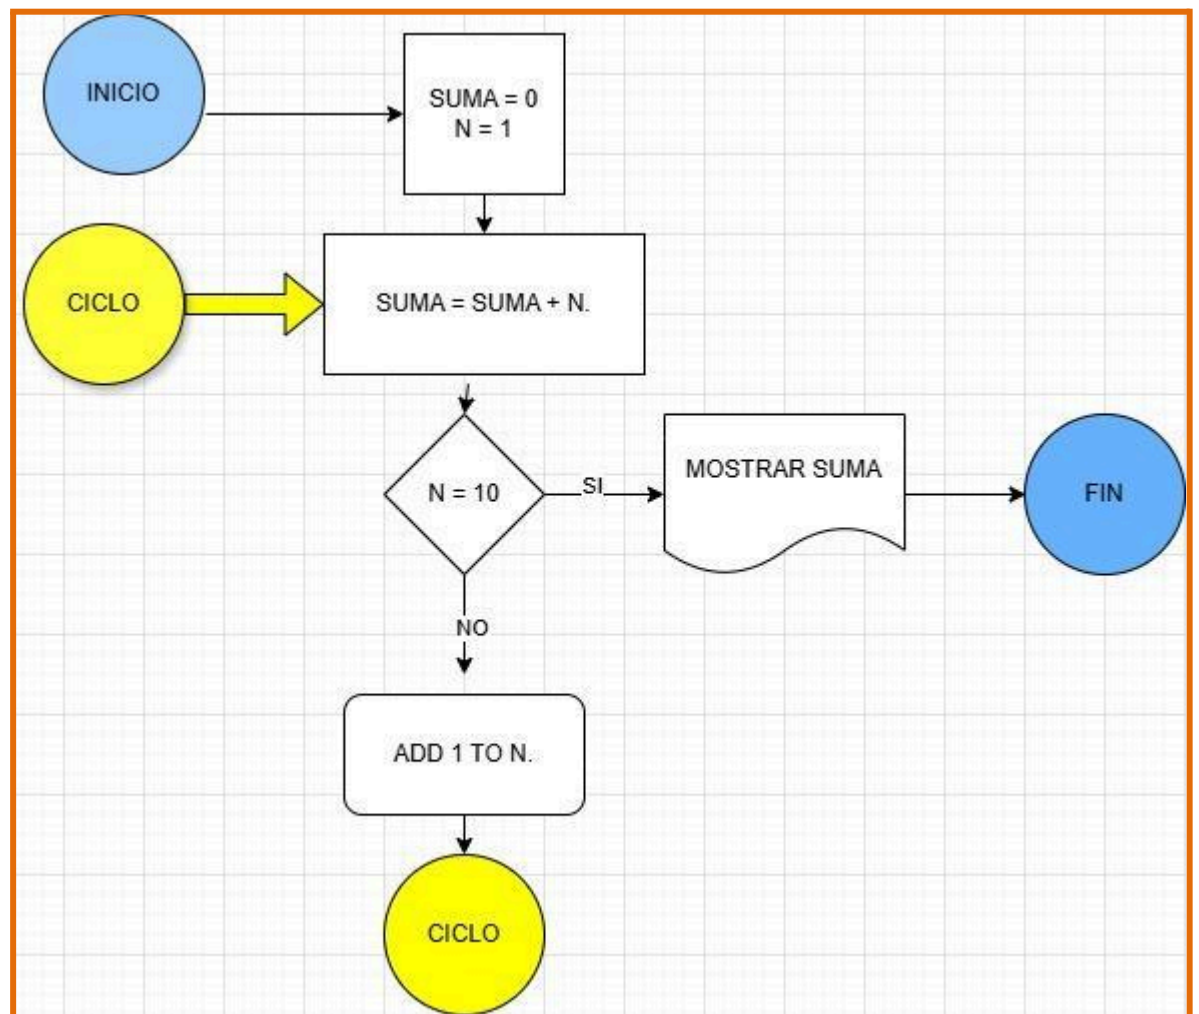 INICIO
SUMA = 0
N = 1
CICLO
SUMA = SUMA + N.
N = 10
SI
MOSTRAR SUMA
FIN
NO
ADD 1 TO N.
CICLO